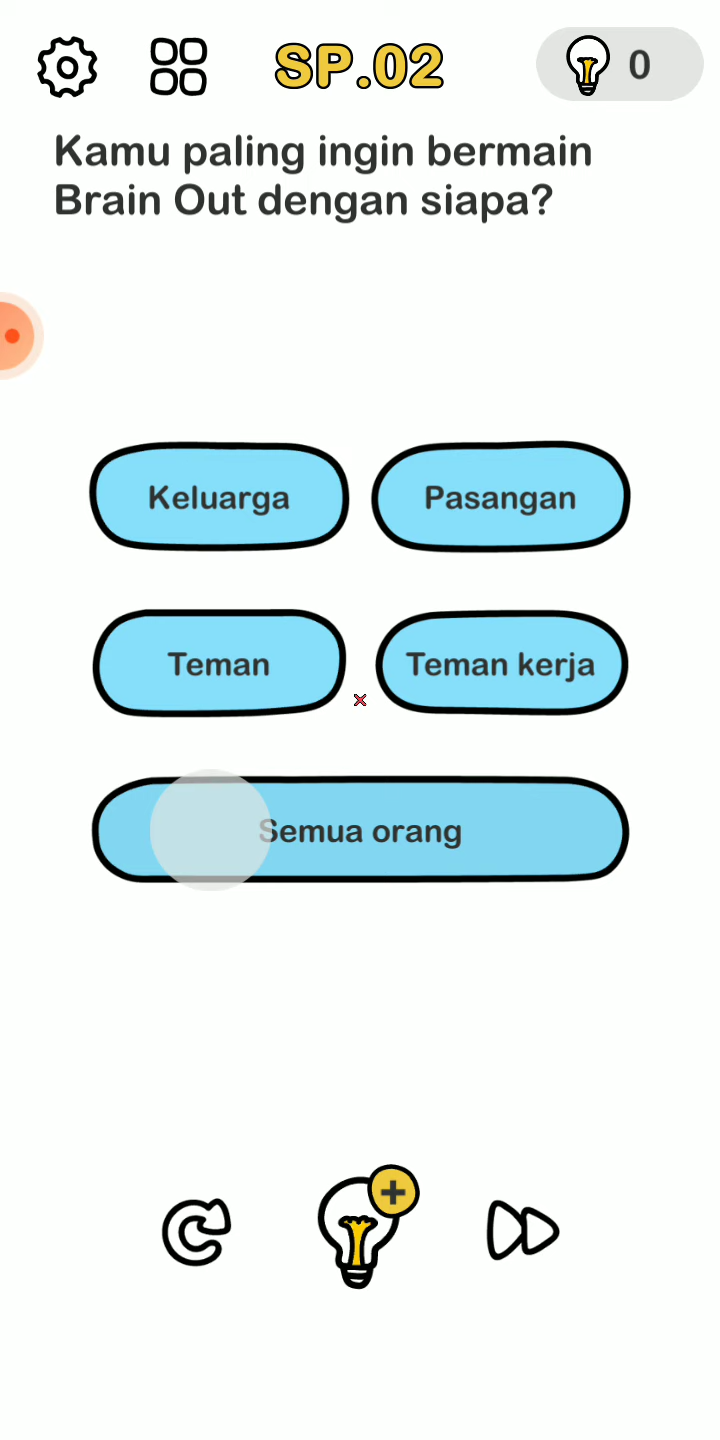 SP.02
0
Kamu paling ingin bermain
Brain Out dengan siapa?
Keluarga
Pasangan
Teman
Teman kerja
Semua orang